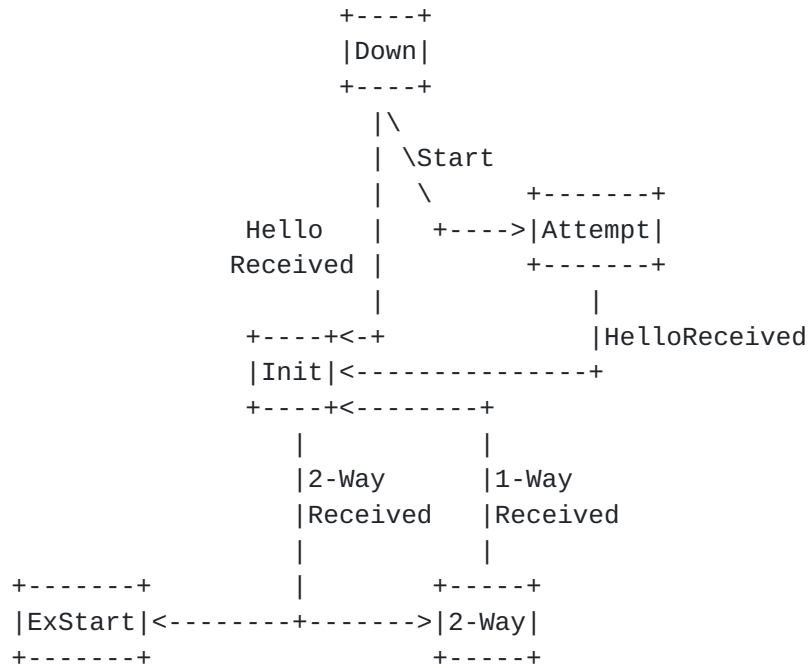 +----+
                     |Down|
                     +----+
                       |\
                       | \Start
                       |  \      +-------+
               Hello   |   +---->|Attempt|
              Received |         +-------+
                       |             |
               +----+<-+             |HelloReceived
               |Init|<---------------+
               +----+<--------+
                  |           |
                  |2-Way      |1-Way
                  |Received   |Received
                  |           |
+-------+         |        +-----+
|ExStart|<--------+------->|2-Way|
+-------+                  +-----+